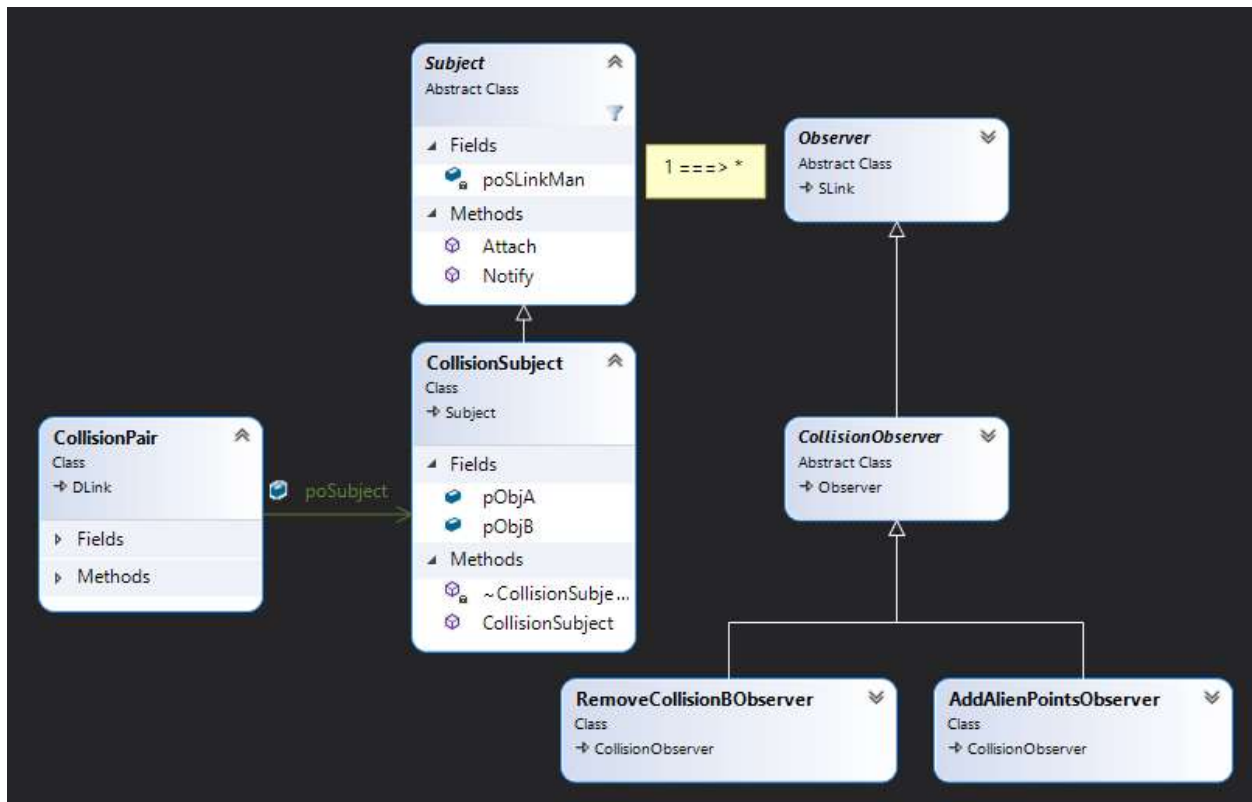 Subject
Abstract Class
Fields
poSLinkMan
Methods
Attach
Notify
1 ===> *
Observer
Abstract Class
SLink
CollisionSubject
Class
Subject
Fields
pObjA
pObjB
Methods
~CollisionSubje...
CollisionSubject
CollisionPair
Class
DLink
Fields
Methods
poSubject
CollisionObserver
Abstract Class
Observer
RemoveCollisionBObserver
Class
CollisionObserver
AddAlienPointsObserver
Class
CollisionObserver